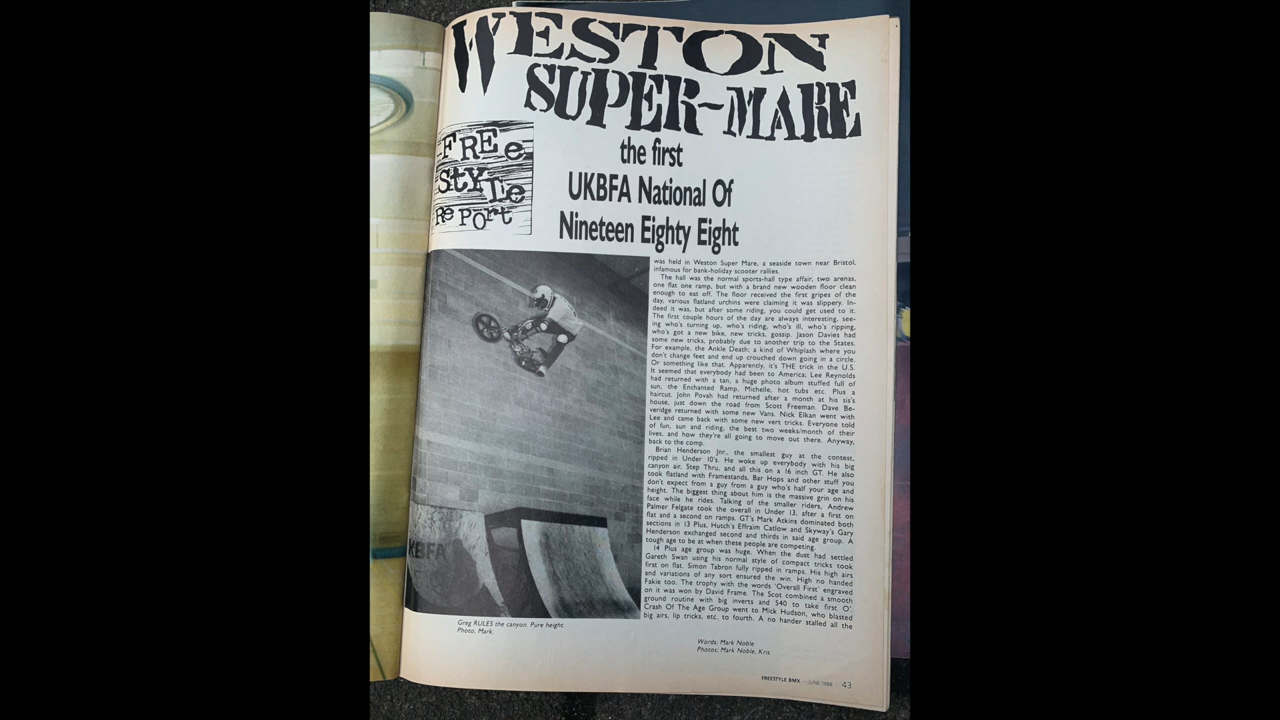 WESTON
SUPER-MARE
FREe
StYLe
RePORt
the first
UKBFA National Of
Nineteen Eighty Eight
was held in Weston Super Mare, a seaside town near Bristol,
infamous for bank-holiday scooter rallies.
The hall was the normal sports-hall type affair, two arenas,
one flat one ramp, but with a brand new wooden floor clean
enough to eat off. The floor received the first gripes of the
day, various flatland urchins were claiming it was slippery. In-
deed it was, but after some riding, you could get used to it.
The first couple hours of the day are always interesting, see-
ing who's turning up, who's riding, who's ill, who's ripping,
who's got a new bike, new tricks, gossip. Jason Davies had
some new tricks, probably due to another trip to the States.
For example, the Ankle Death; a kind of Whiplash where you
don't change feet and end up crouched down going in a circle.
Or something like that. Apparently, it's THE trick in the U.S.
It seemed that everybody had been to America; Lee Reynolds
had returned with a tan, a huge photo album stuffed full of
sun, the Enchanted Ramp, Michelle, hot tubs etc. Plus a
haircut. John Povah had returned after a month at his sis's
house, just down the road from Scott Freeman. Dave Be-
veridge returned with some new Vans. Nick Elkan went with
Lee and came back with some new vert tricks. Everyone told
of fun, sun and riding, the best two weeks/month of their
lives, and how they're all going to move out there. Anyway,
back to the comp.
Brian Henderson Jnr., the smallest guy at the contest,
ripped in Under 10's. He woke up everybody with his big
canyon air, Step Thru, and all this on a 16 inch GT. He also
took flatland with Framestands, Bar Hops and other stuff you
don't expect from a guy from a guy who's half your age and
height. The biggest thing about him is the massive grin on his
face while he rides. Talking of the smaller riders, Andrew
Palmer Felgate took the overall in Under 13, after a first on
flat and a second on ramps. GT's Mark Atkins dominated both
sections in 13 Plus, Hutch's Effraim Catlow and Skyway's Gary
Henderson exchanged second and thirds in said age group. A
tough age to be at when these people are competing.
14 Plus age group was huge. When the dust had settled
Gareth Swan using his normal style of compact tricks took
first on flat. Simon Tabron fully ripped in ramps. His high airs
and variations of any sort ensured the win. High no handed
Fakie too. The trophy with the words 'Overall First' engraved
on it was won by David Frame. The Scot combined a smooth
ground routine with big inverts and 540 to take first O'.
Crash Of The Age Group went to Mick Hudson, who blasted
big airs, lip tricks, etc. to fourth. A no hander stalled all the
UKBFA
Greg RULES the canyon. Pure height.
Photo, Mark.
Words, Mark Noble
Photos, Mark Noble, Kris
FREESTYLE BMX JUNE 1988 43